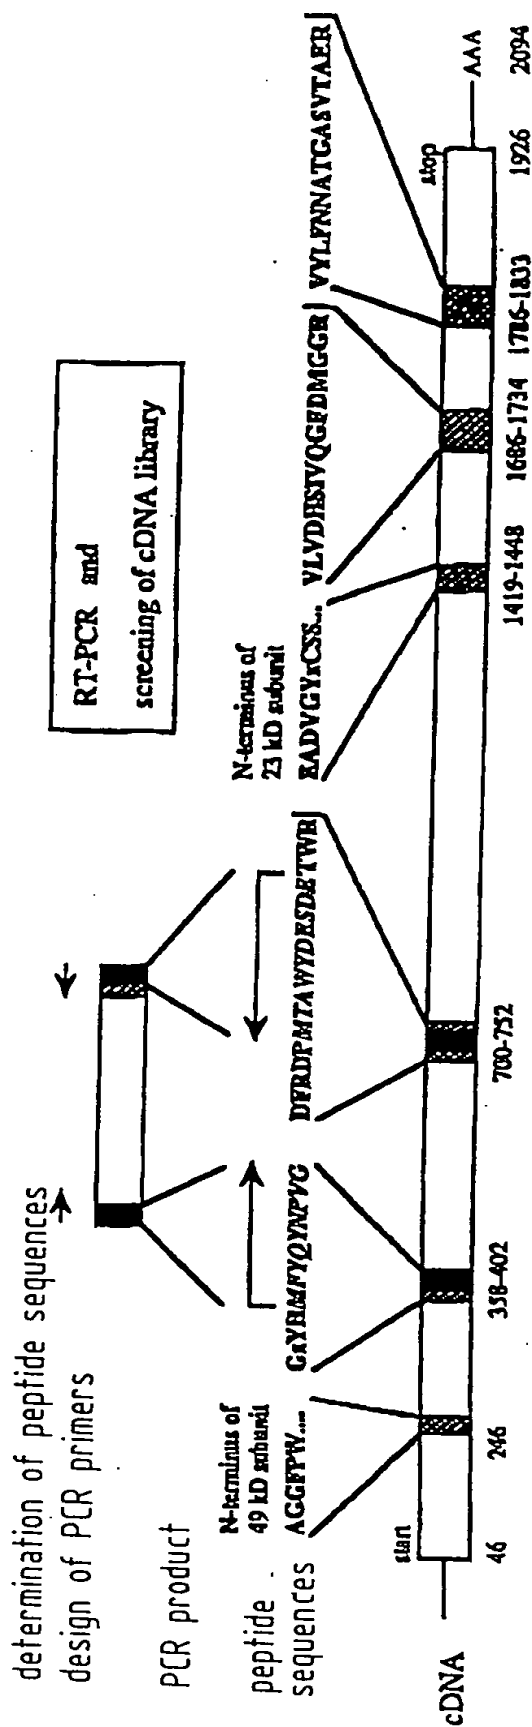 determination of peptide sequences
design of PCR primers
RT-PCR and
screening of cDNA library
PCR product
peptide
sequences
N-terminus of
49 kD subunit
AGGFPW....
GxYHMFYQYNPVG
DFRDPMTAWYDESDETWR
N-terminus of
23 kD subunit
EADVGYxCSS...
VLVDHSIVQGFDMGGR
VYLFNNATGASVTAER
cDNA
start
stop
AAA
46
246
358-402
700-752
1419-1448
1686-1734
1786-1833
1926
2094